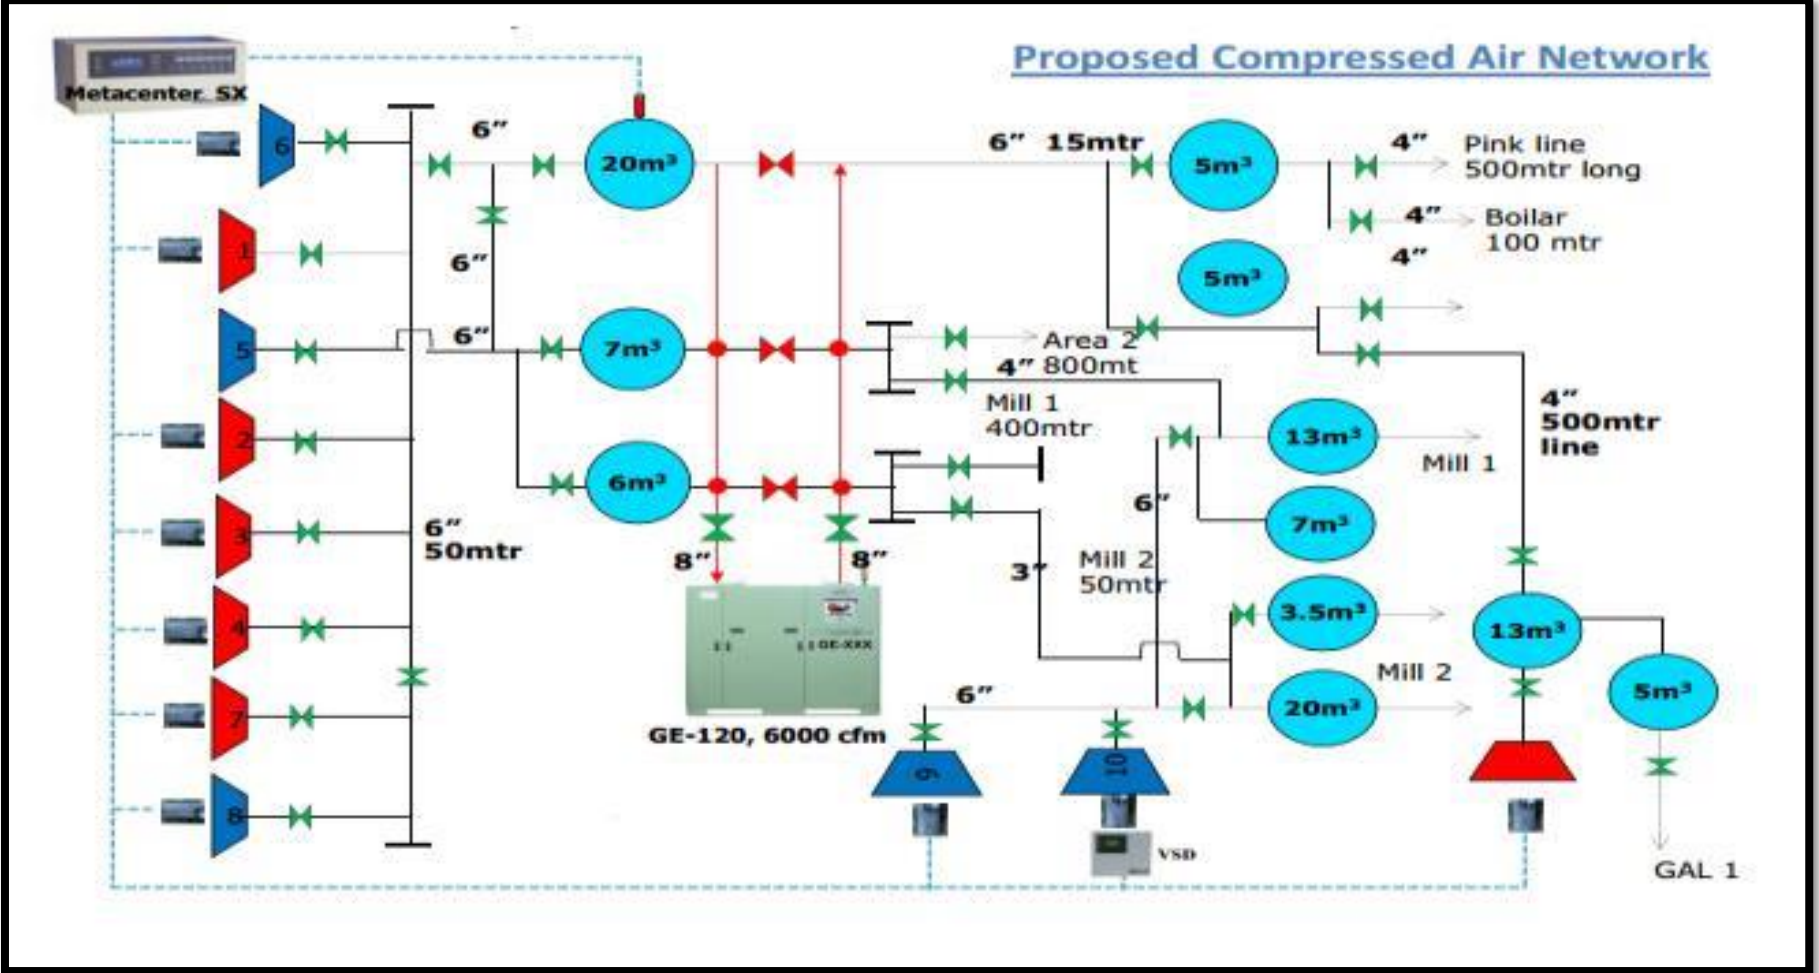 Proposed Compressed Air Network
Metacenter SX
6
6”
20m³
6” 15mtr
5m³
4”
Pink line
500mtr long
4”
Boilar
100 mtr
4”
1
6”
5m³
5
6”
7m³
Area 2
800mt
4”
Mill 1
400mtr
4”
500mtr
line
2
6m³
13m³
Mill 1
3
6”
50mtr
8”
8”
3”
6”
Mill 2
50mtr
7m³
4
GE-XXX
3.5m³
13m³
Mill 2
5m³
7
GE-120, 6000 cfm
6”
20m³
8
9
10
VSD
GAL 1